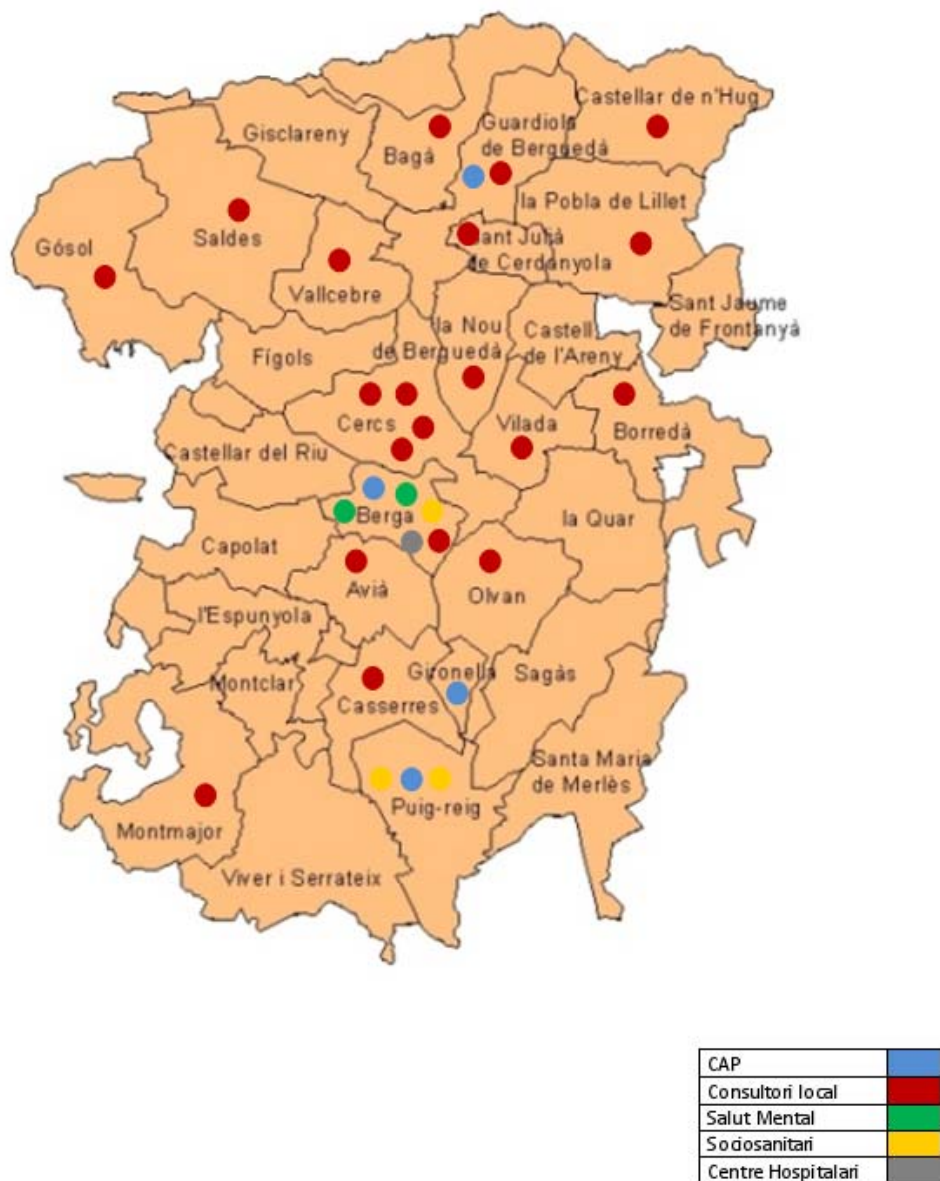 Castellar de n'Hug
Gisclareny
Guardiola
de Berguedà
Bagà
la Pobla de Lillet
Gósol
Saldes
Sant Julià
de Cerdanyola
Vallcebre
Sant Jaume
de Frontanyà
la Nou
de Berguedà
Castell
de l'Areny
Fígols
Cercs
Vilada
Borredà
Castellar del Riu
Berga
la Quar
Capolat
Avià
Olvan
l'Espunyola
Gironella
Sagàs
Montclar
Casserres
Santa Maria
de Merlès
Puig-reig
Montmajor
Viver i Serrateix
CAP
Consultori local
Salut Mental
Sociosanitari
Centre Hospitalari